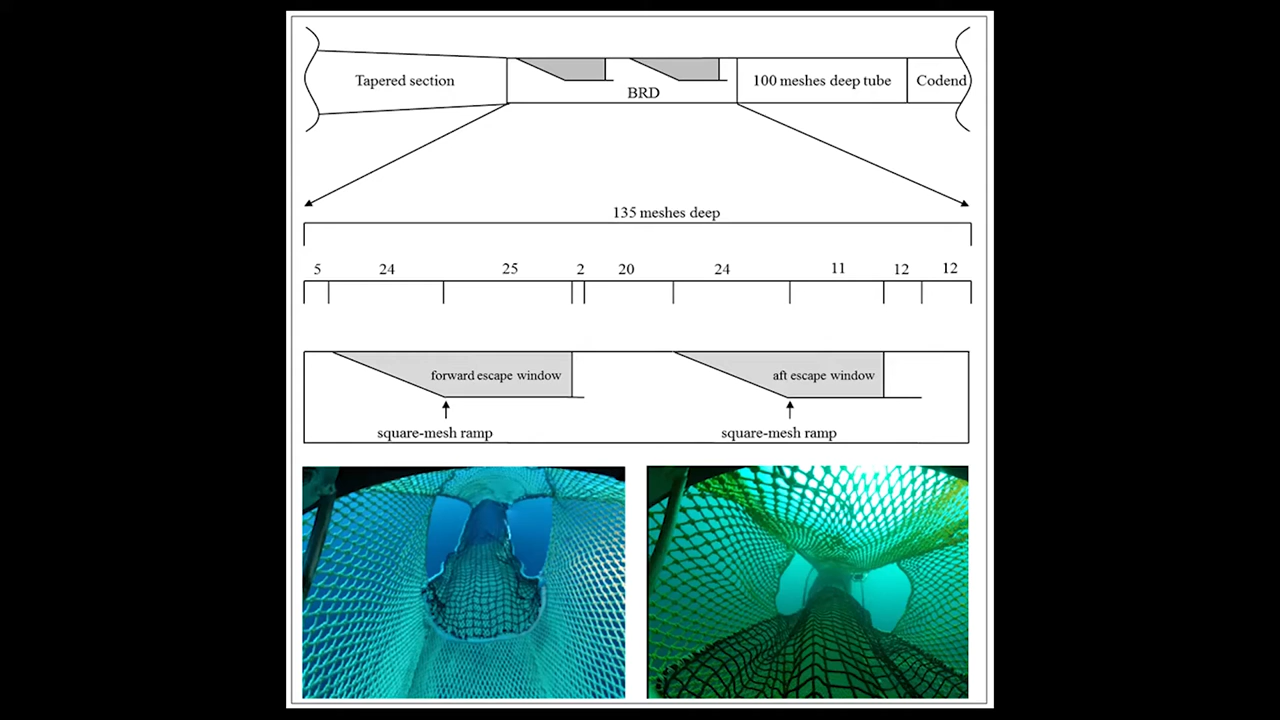 Tapered section
BRD
100 meshes deep tube
Codend
135 meshes deep
5 24 25 2 20 24 11 12 12
forward escape window
aft escape window
square-mesh ramp
square-mesh ramp